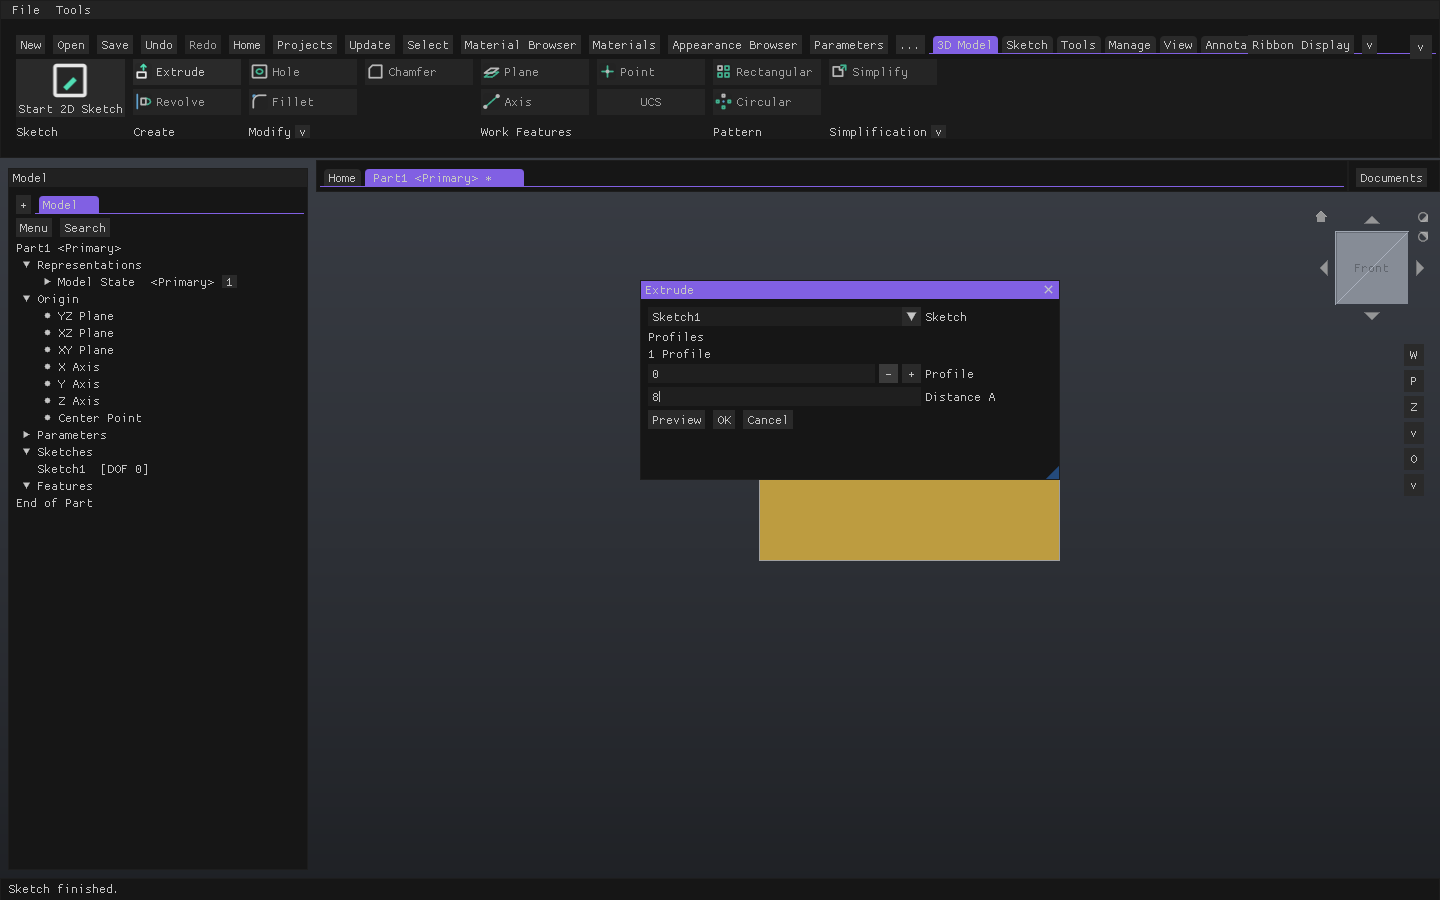 File Tools
New Open Save Undo Redo Home Projects Update Select Material Browser Materials Appearance Browser Parameters ... 3D Model Sketch Tools Manage View Annota Ribbon Display v v
Start 2D Sketch
Extrude Hole Chamfer Plane Point Rectangular Simplify
Revolve Fillet Axis UCS Circular
Sketch Create Modify v Work Features Pattern Simplification v
Model
+ Model
Menu Search
Part1 <Primary>
Representations
Model State <Primary> 1
Origin
YZ Plane
XZ Plane
XY Plane
X Axis
Y Axis
Z Axis
Center Point
Parameters
Sketches
Sketch1 [DOF 0]
Features
End of Part
Home Part1 <Primary> * Documents
Extrude
Sketch1 Sketch
Profiles
1 Profile
0 - + Profile
8 Distance A
Preview OK Cancel
Front
W
P
Z
v
O
v
Sketch finished.